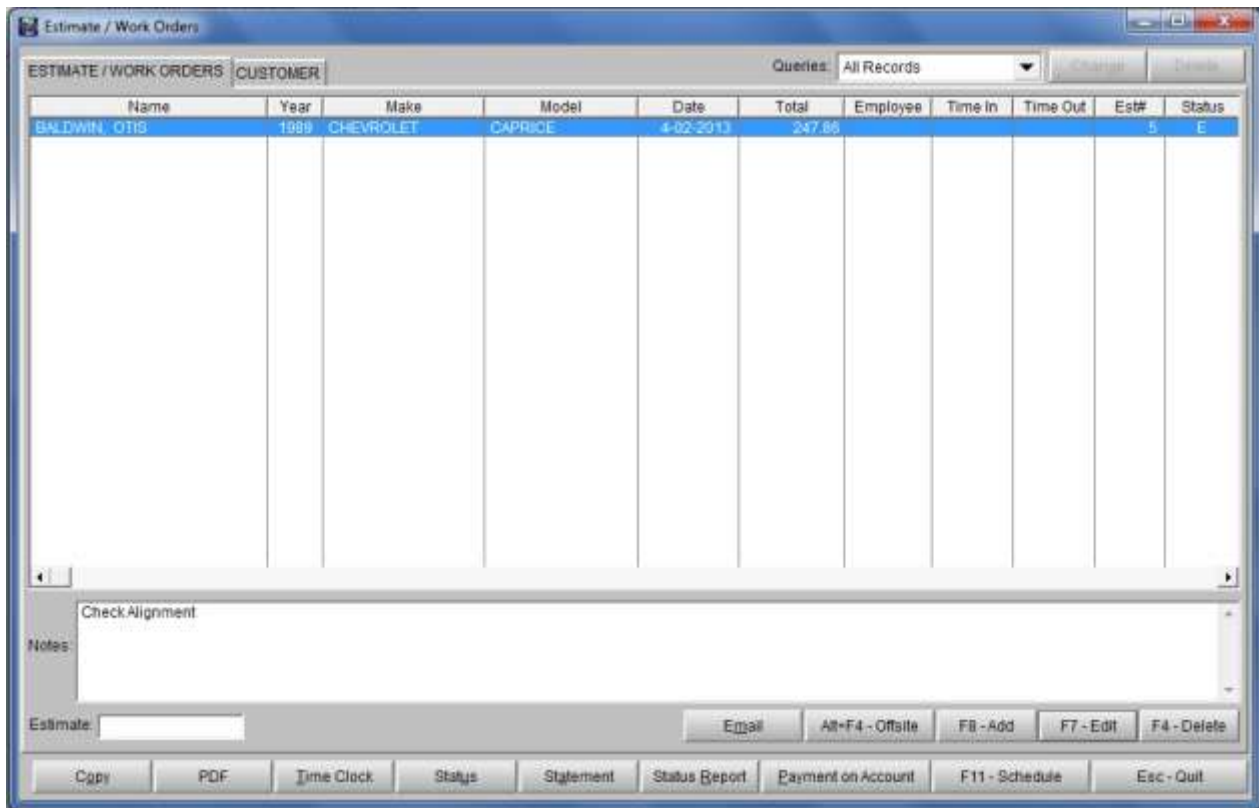 Estimate / Work Orders
ESTIMATE / WORK ORDERS CUSTOMER Queries: All Records Change Delete
Name Year Make Model Date Total Employee Time In Time Out Est# Status
BALDWIN, OTIS 1989 CHEVROLET CAPRICE 4-02-2013 247.86 5 E
Check Alignment
Notes:
Estimate: Email Alt+F4 - Offsite F8 - Add F7 - Edit F4 - Delete
Copy PDF Time Clock Status Statement Status Report Payment on Account F11 - Schedule Esc - Quit